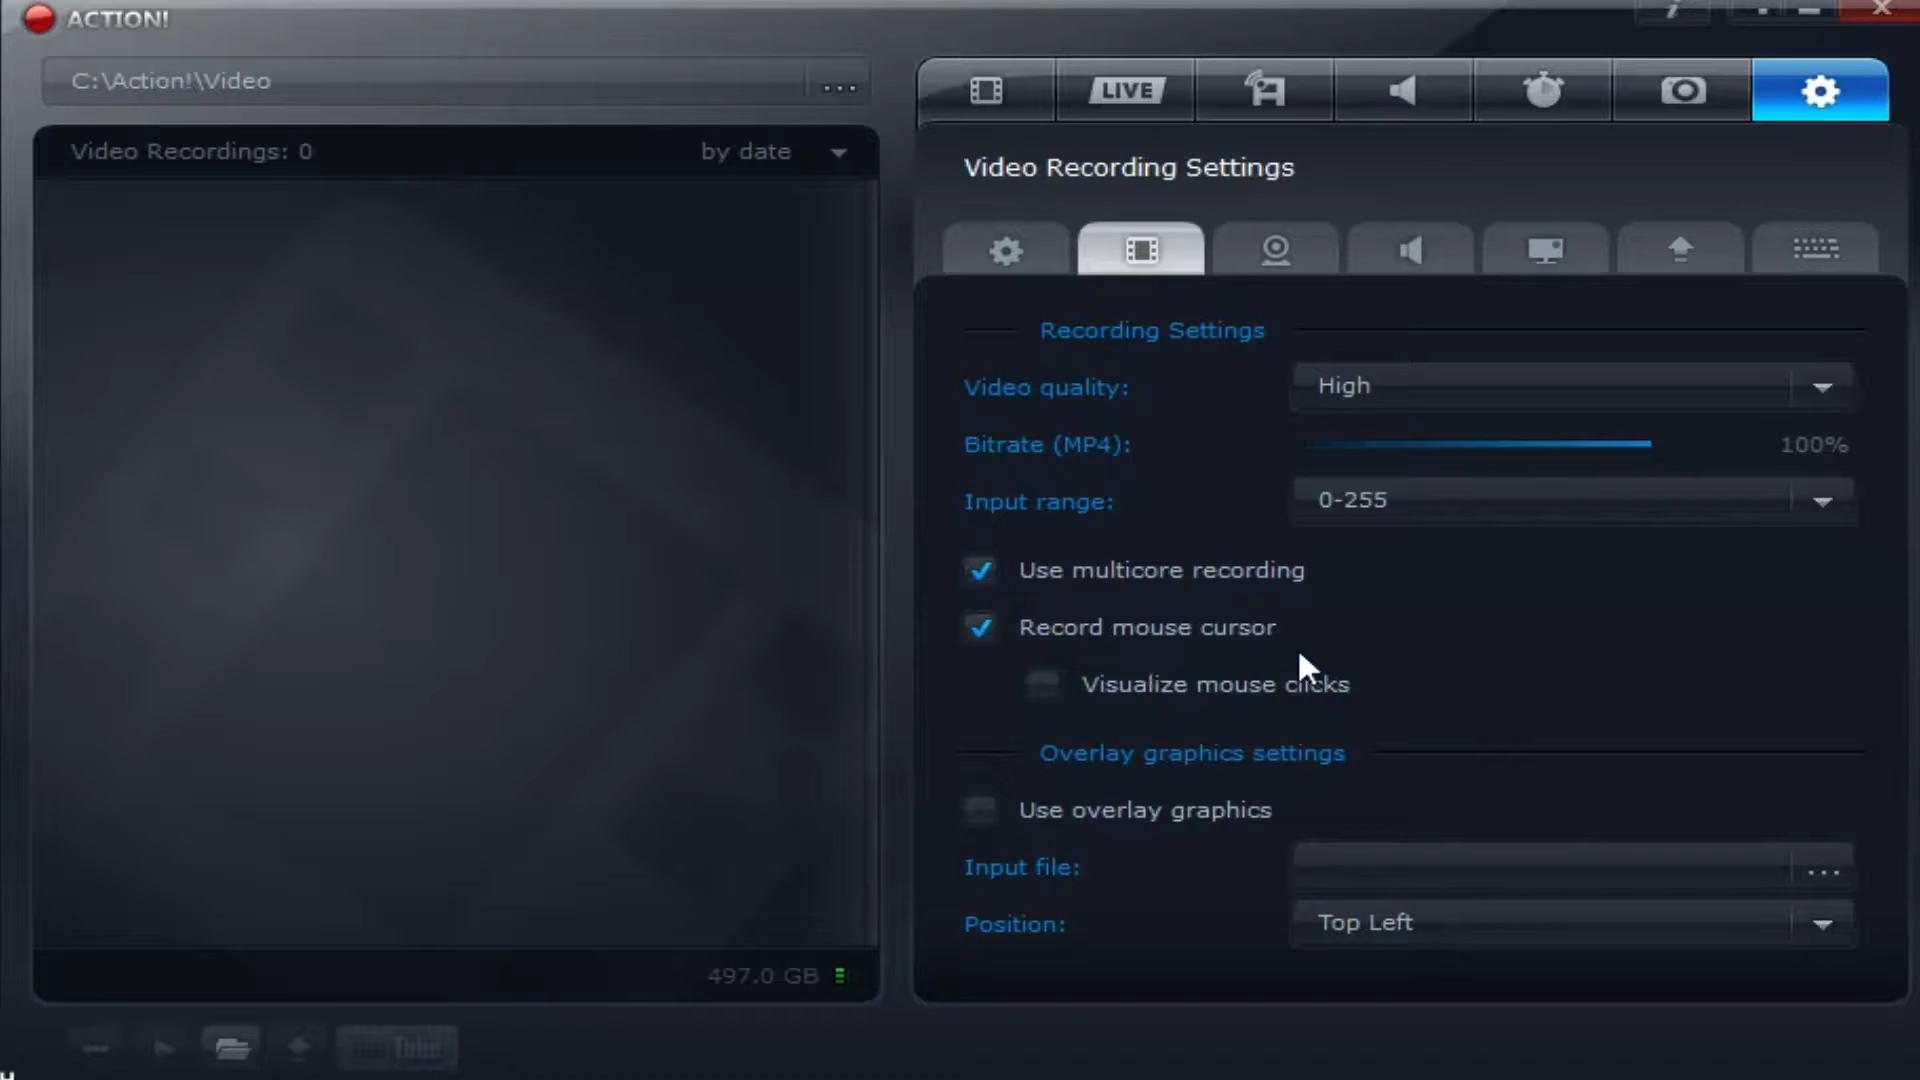 ACTION!
C:\Action!\Video
...
LIVE
Video Recordings: 0
by date
Video Recording Settings
Recording Settings
Video quality:
High
Bitrate (MP4):
100%
Input range:
0-255
Use multicore recording
Record mouse cursor
Visualize mouse clicks
Overlay graphics settings
Use overlay graphics
Input file:
...
Position:
Top Left
497.0 GB
Tube